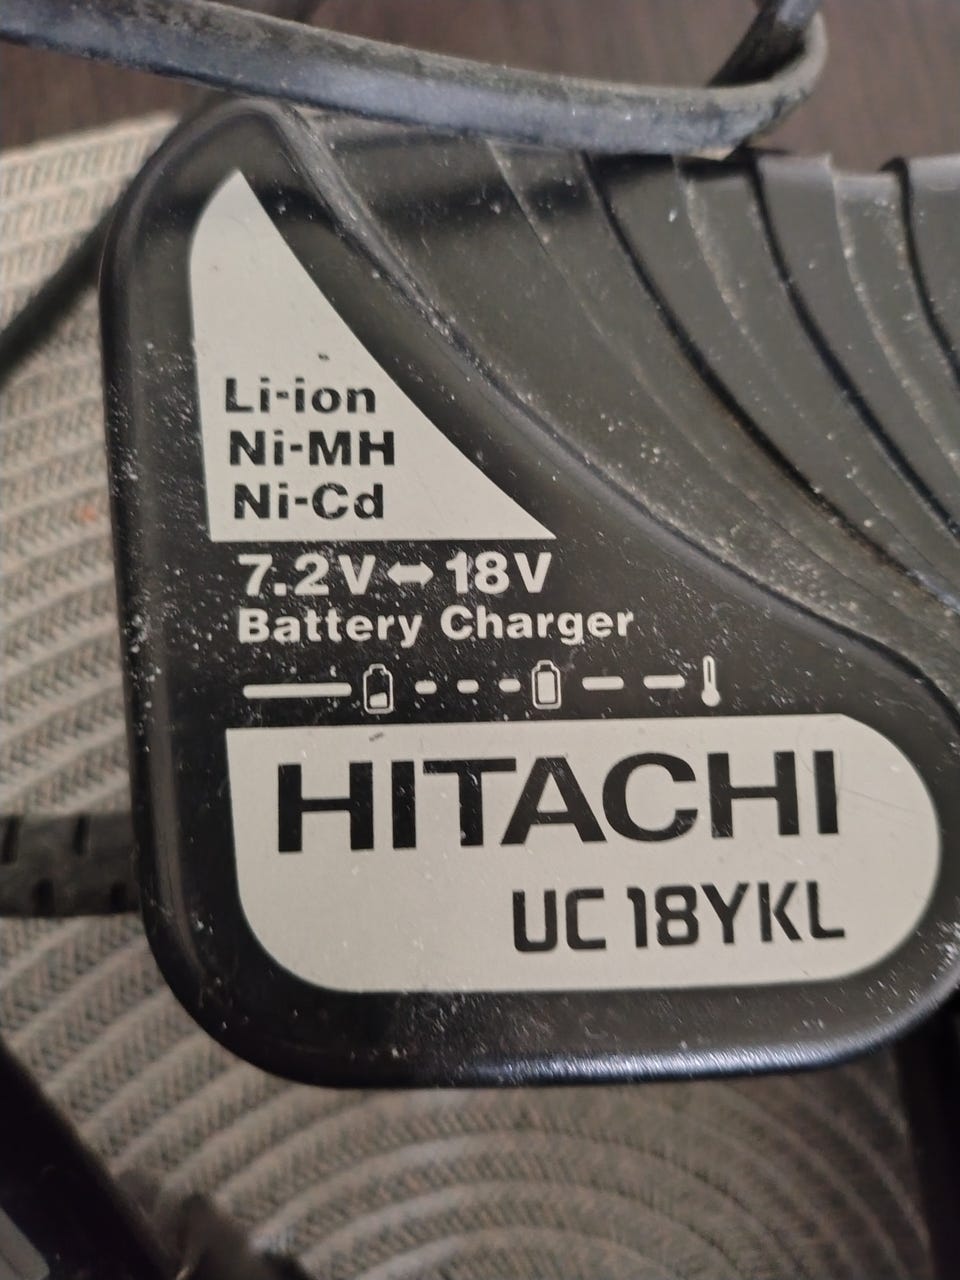 Li-ion
Ni-MH
Ni-Cd
7.2V ⬌ 18V
Battery Charger
HITACHI
UC 18YKL